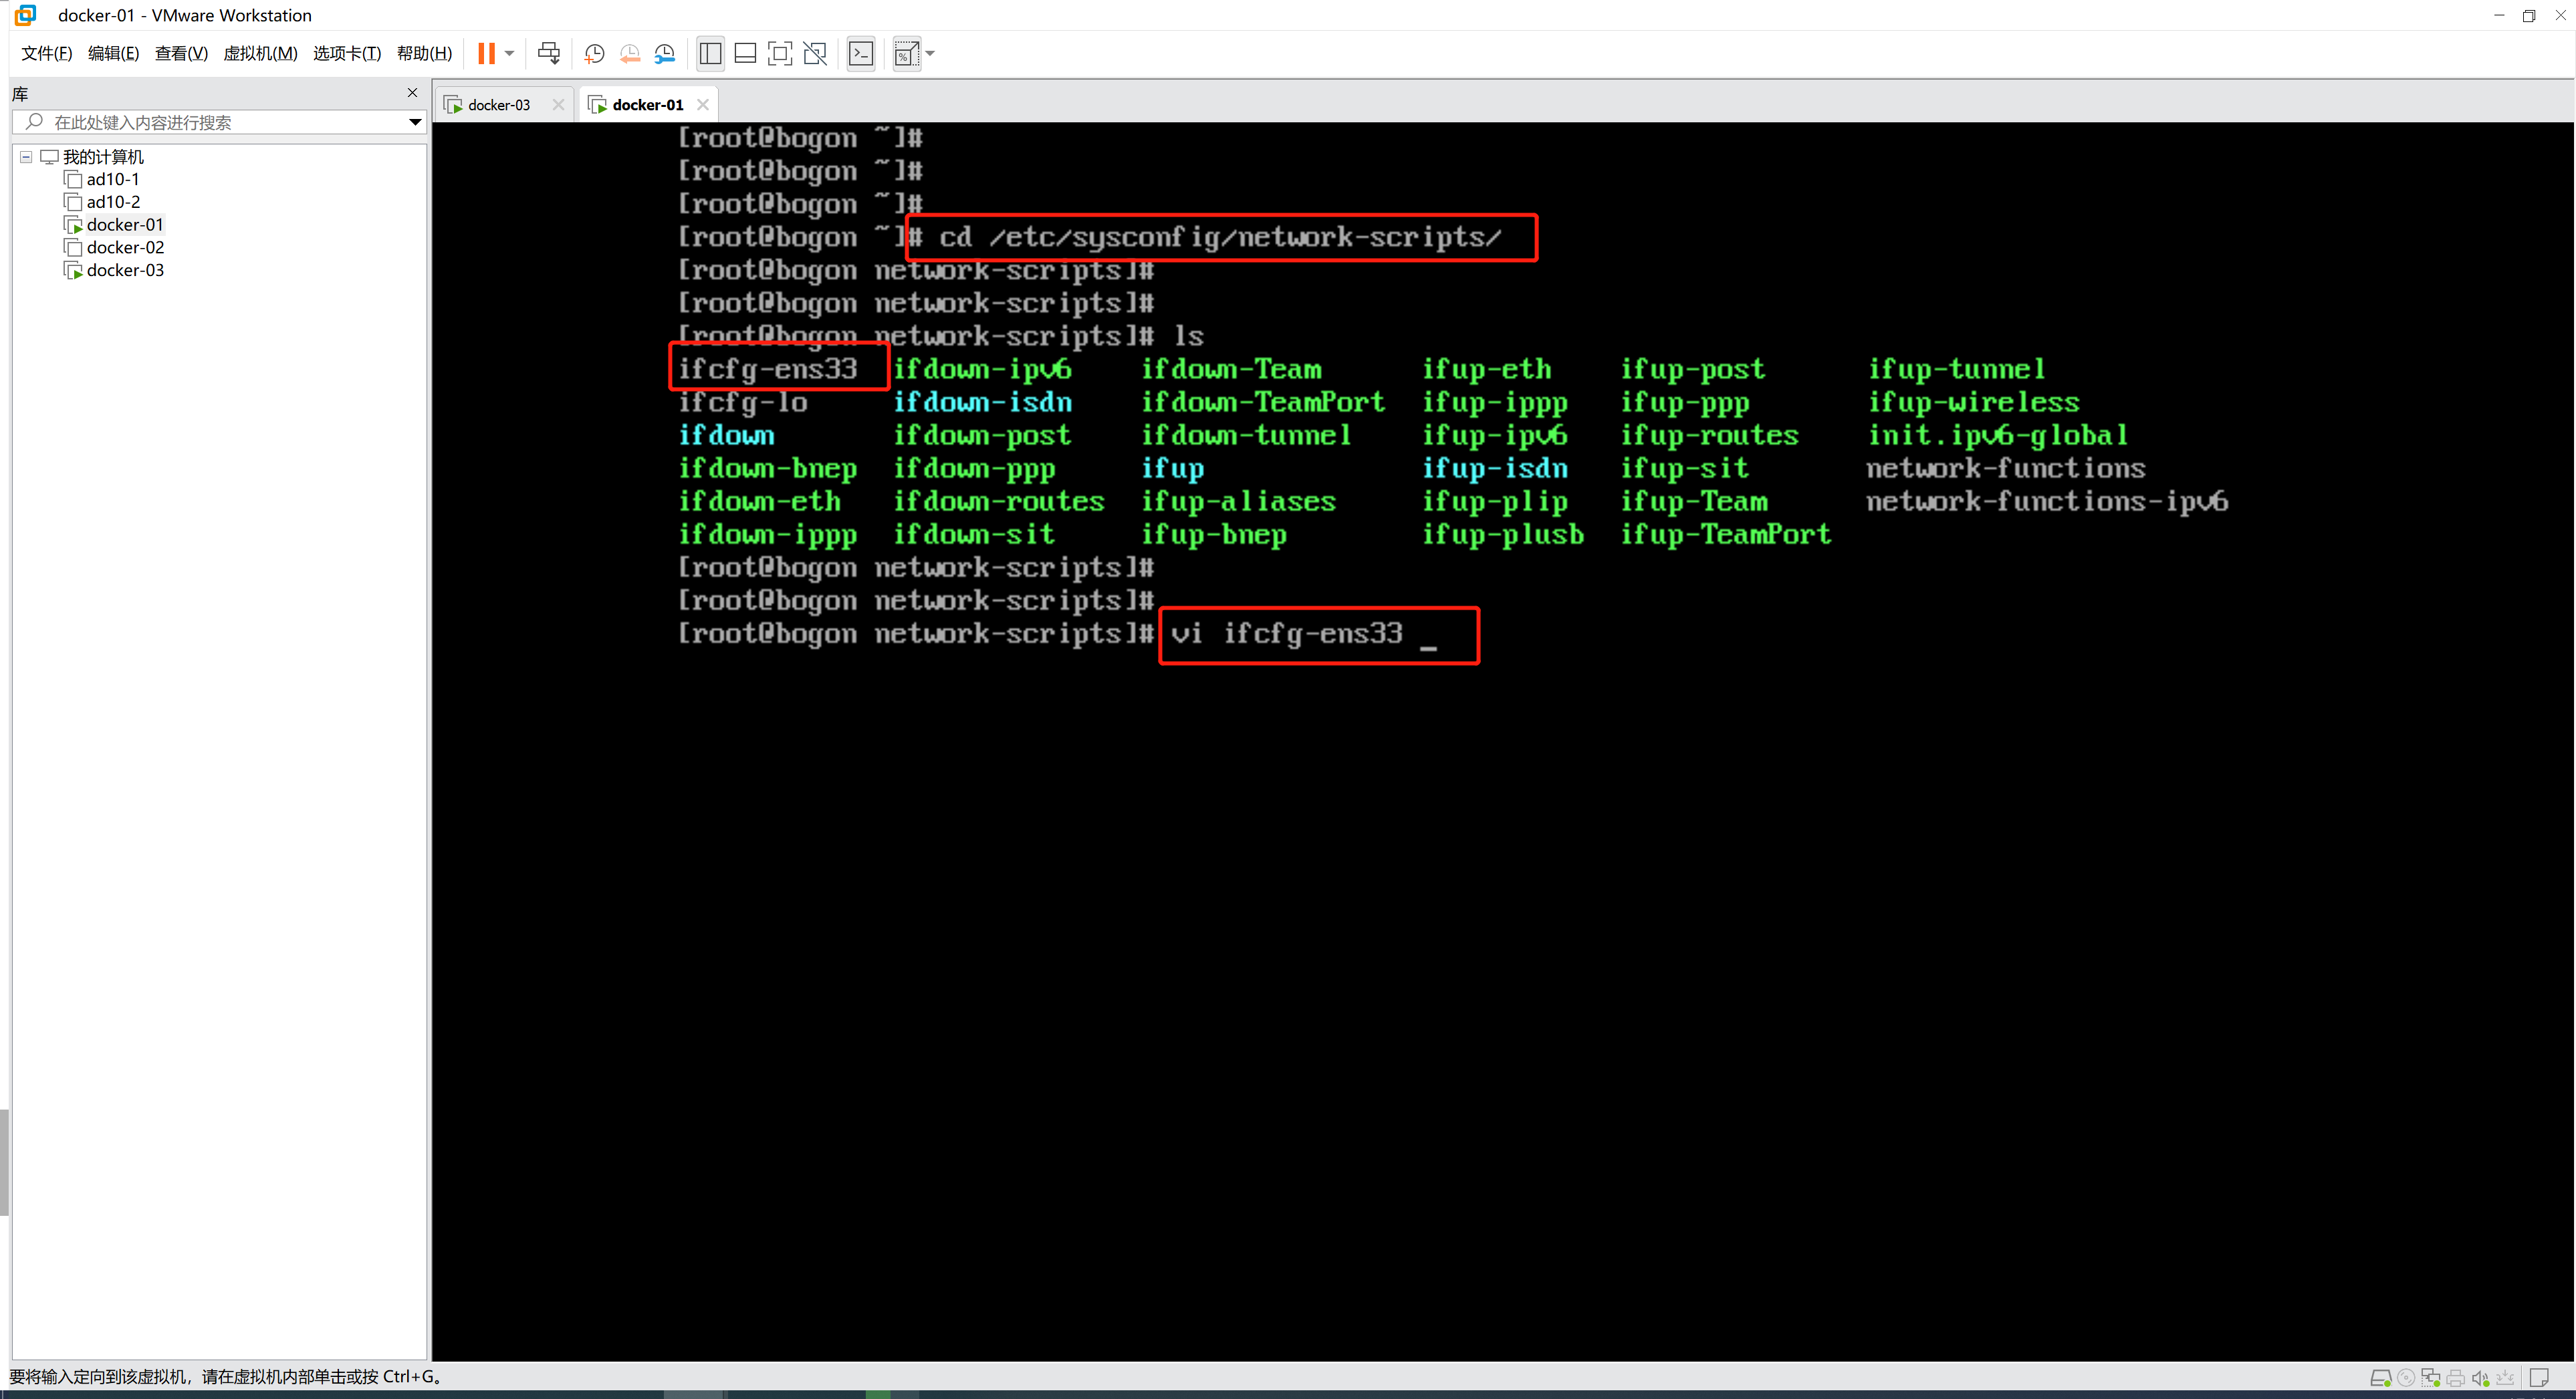 docker-01 - VMware Workstation
文件(F) 编辑(E) 查看(V) 虚拟机(M) 选项卡(T) 帮助(H)
库
在此处键入内容进行搜索
我的计算机
ad10-1
ad10-2
docker-01
docker-02
docker-03
docker-03 docker-01
[root@bogon ~]#
[root@bogon ~]#
[root@bogon ~]#
[root@bogon ~]# cd /etc/sysconfig/network-scripts/
[root@bogon network-scripts]#
[root@bogon network-scripts]#
[root@bogon network-scripts]# ls
ifcfg-ens33 ifdown-ipv6 ifdown-Team ifup-eth ifup-post ifup-tunnel
ifcfg-lo ifdown-isdn ifdown-TeamPort ifup-ippp ifup-ppp ifup-wireless
ifdown ifdown-post ifdown-tunnel ifup-ipv6 ifup-routes init.ipv6-global
ifdown-bnep ifdown-ppp ifup ifup-isdn ifup-sit network-functions
ifdown-eth ifdown-routes ifup-aliases ifup-plip ifup-Team network-functions-ipv6
ifdown-ippp ifdown-sit ifup-bnep ifup-plusb ifup-TeamPort
[root@bogon network-scripts]#
[root@bogon network-scripts]#
[root@bogon network-scripts]# vi ifcfg-ens33 _
要将输入定向到该虚拟机，请在虚拟机内部单击或按 Ctrl+G。